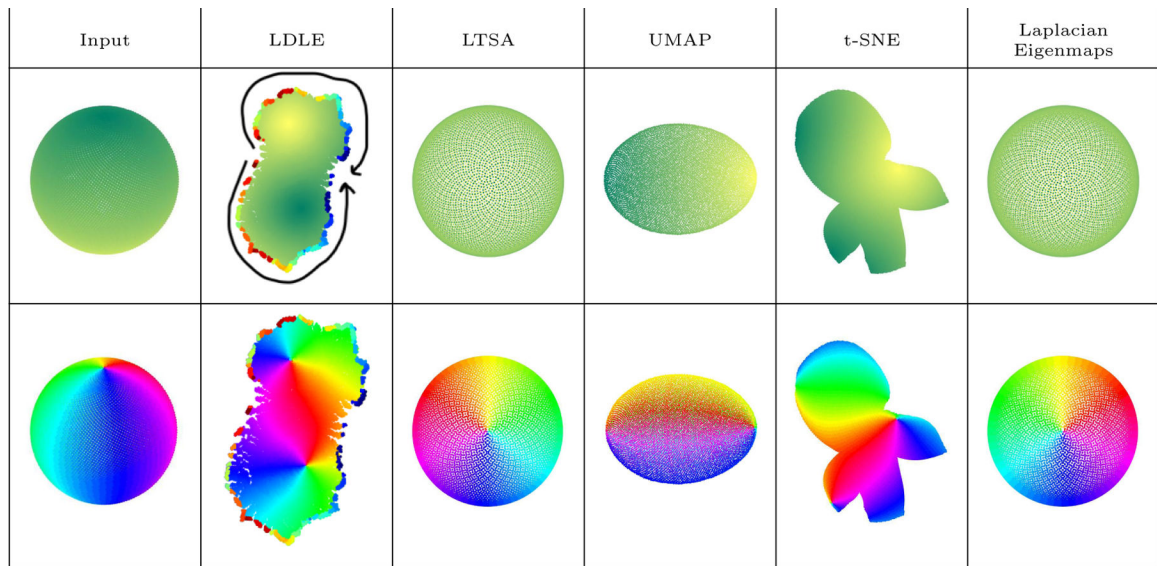 Input
LDLE
LTSA
UMAP
t-SNE
Laplacian
Eigenmaps